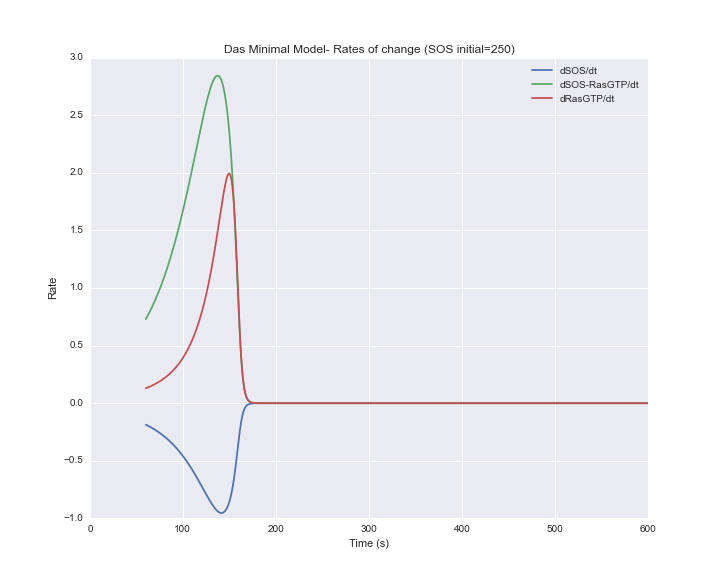 Das Minimal Model- Rates of change (SOS initial=250)
3.0
2.5
2.0
1.5
1.0
0.5
0.0
−0.5
−1.0
Rate
dSOS/dt
dSOS-RasGTP/dt
dRasGTP/dt
0 100 200 300 400 500 600
Time (s)